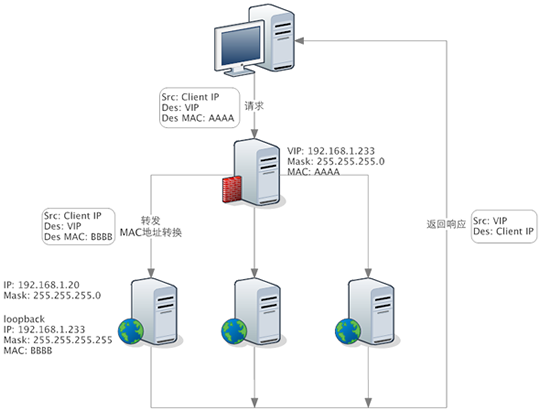 Src: Client IP
Des: VIP
Des MAC: AAAA
请求
VIP: 192.168.1.233
Mask: 255.255.255.0
MAC: AAAA
Src: Client IP
Des: VIP
Des MAC: BBBB
转发
MAC地址转换
返回响应
Src: VIP
Des: Client IP
IP: 192.168.1.20
Mask: 255.255.255.0
loopback
IP: 192.168.1.233
Mask: 255.255.255.255
MAC: BBBB